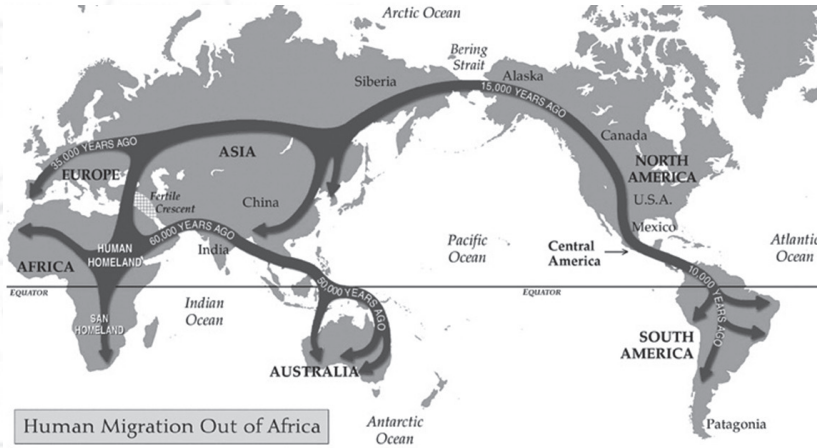 Arctic Ocean
Bering
Strait
Siberia
Alaska
15,000 YEARS AGO
Canada
35,000 YEARS AGO
ASIA
EUROPE
NORTH
AMERICA
Fertile
Crescent
China
U.S.A.
60,000 YEARS AGO
Mexico
India
HUMAN
HOMELAND
Pacific
Ocean
Central
America
Atlantic
Ocean
AFRICA
10,000 YEARS AGO
50,000 YEARS AGO
EQUATOR
EQUATOR
Indian
Ocean
SAN
HOMELAND
SOUTH
AMERICA
AUSTRALIA
Human Migration Out of Africa
Antarctic
Ocean
Patagonia